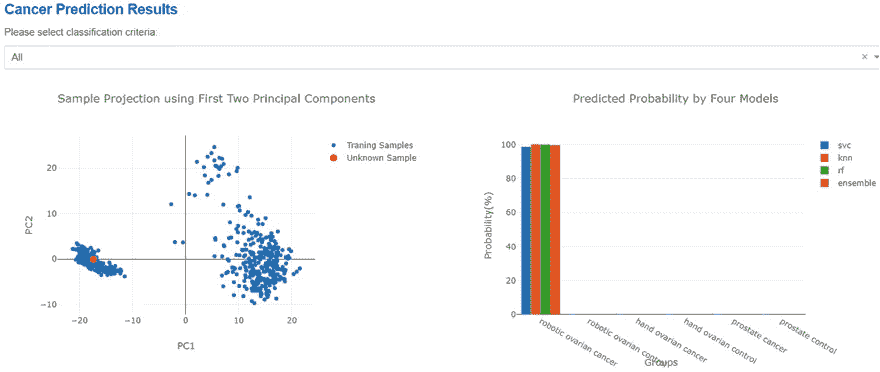 Cancer Prediction Results
Please select classification criteria:
All
Sample Projection using First Two Principal Components
20
10
0
−10
PC2
−20
−10
0
10
20
PC1
Traning Samples
Unknown Sample
Predicted Probability by Four Models
100
80
60
40
20
0
Probability(%)
robotic ovarian cancer
robotic ovarian control
hand ovarian cancer
hand ovarian control
prostate cancer
prostate control
Groups
svc
knn
rf
ensemble